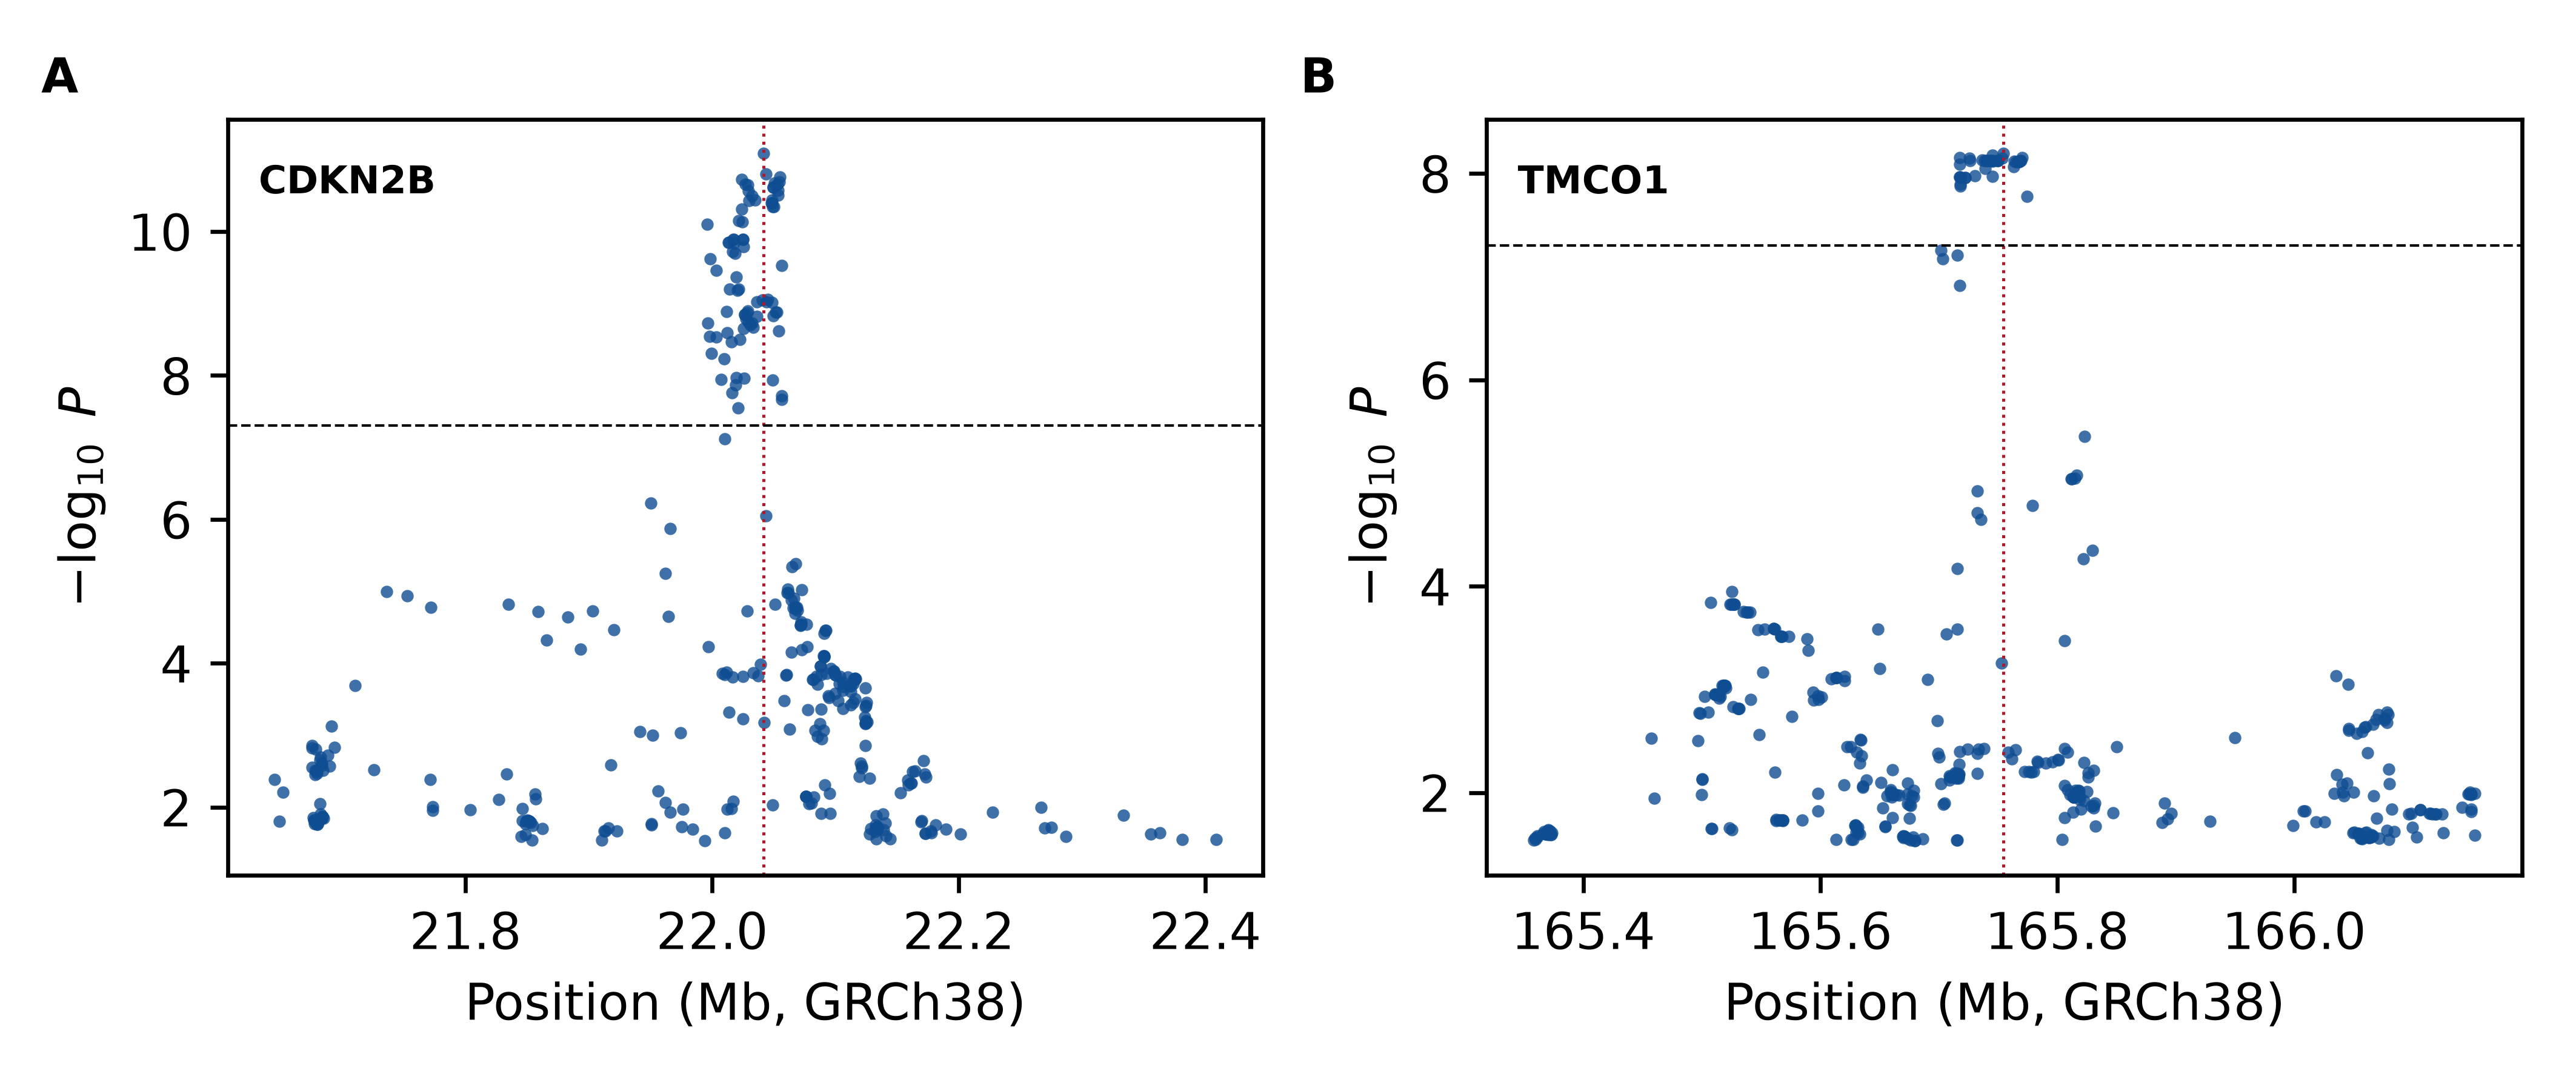 A
B
CDKN2B
TMCO1
10
8
6
4
2
8
6
4
2
−log₁₀ P
−log₁₀ P
21.8 22.0 22.2 22.4
165.4 165.6 165.8 166.0
Position (Mb, GRCh38)
Position (Mb, GRCh38)